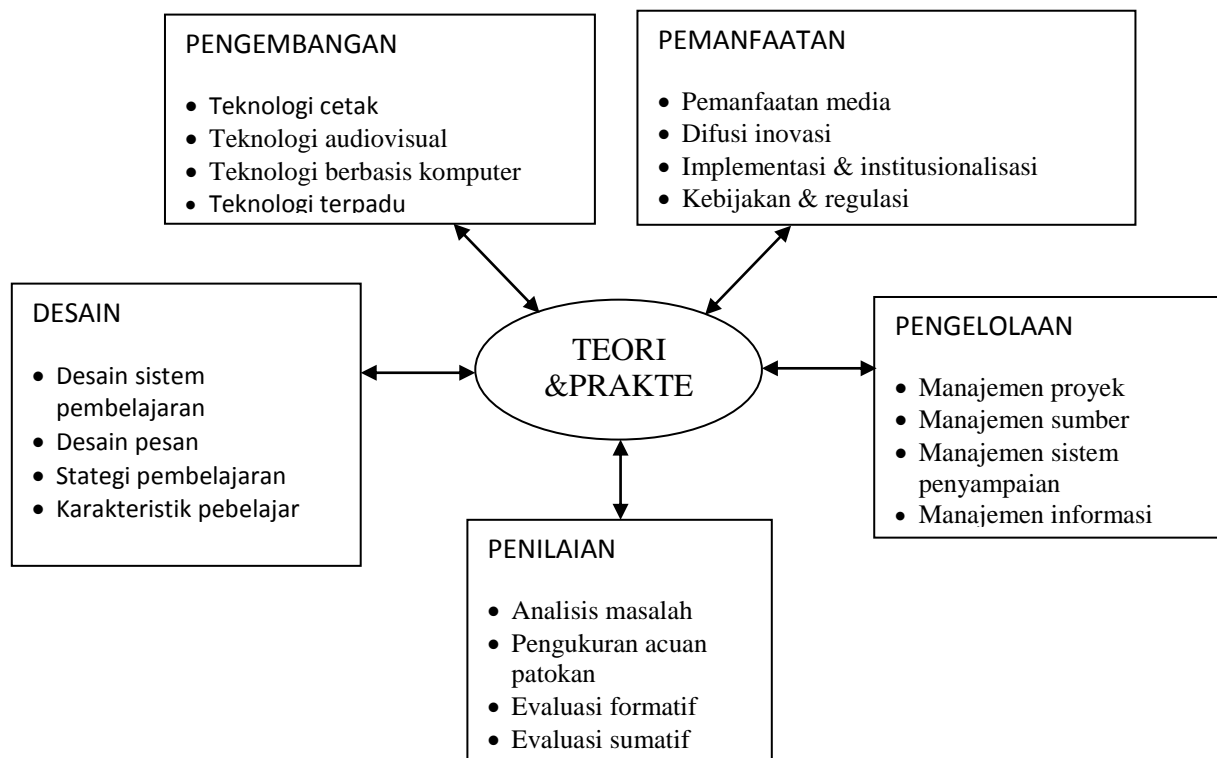 PENGEMBANGAN
• Teknologi cetak
• Teknologi audiovisual
• Teknologi berbasis komputer
• Teknologi terpadu
PEMANFAATAN
• Pemanfaatan media
• Difusi inovasi
• Implementasi & institusionalisasi
• Kebijakan & regulasi
DESAIN
• Desain sistem
pembelajaran
• Desain pesan
• Stategi pembelajaran
• Karakteristik pebelajar
TEORI
&PRAKTE
PENGELOLAAN
• Manajemen proyek
• Manajemen sumber
• Manajemen sistem
penyampaian
• Manajemen informasi
PENILAIAN
• Analisis masalah
• Pengukuran acuan
patokan
• Evaluasi formatif
• Evaluasi sumatif